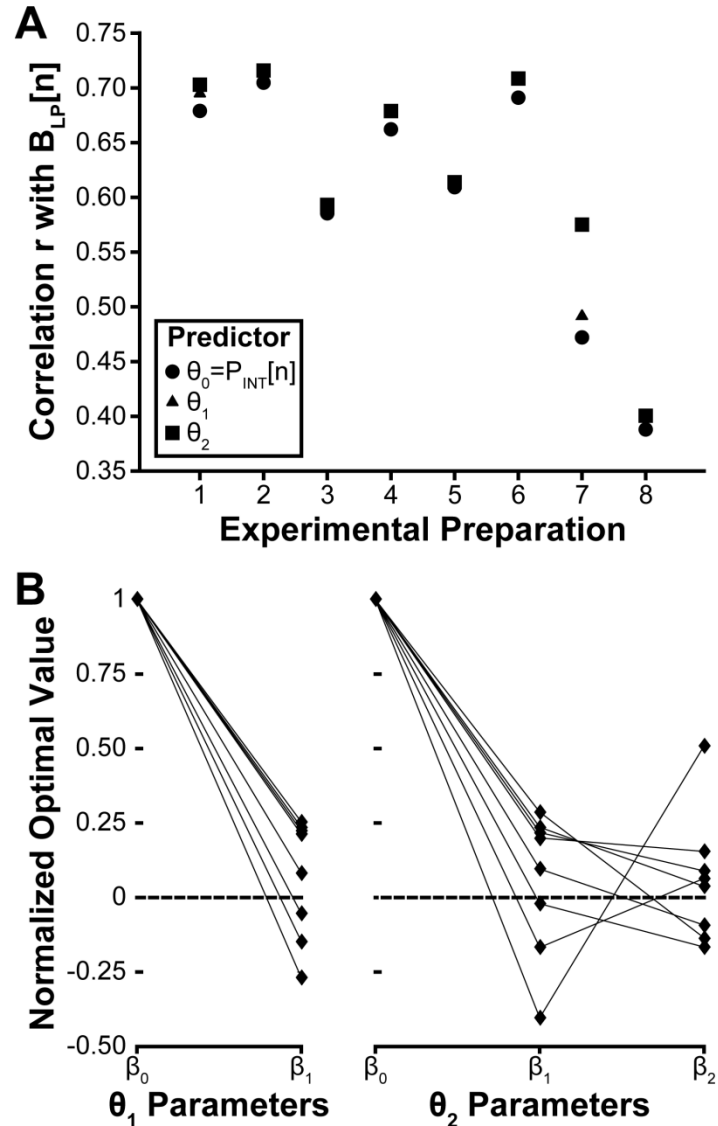 A
Correlation r with B_LP[n]
0.75
0.70
0.65
0.60
0.55
0.50
0.45
0.40
0.35
Predictor
θ₀=P_INT[n]
θ₁
θ₂
1 2 3 4 5 6 7 8
Experimental Preparation
B
Normalized Optimal Value
1
0.75
0.50
0.25
0
-0.25
-0.50
β₀ β₁ β₀ β₁ β₂
θ₁ Parameters θ₂ Parameters